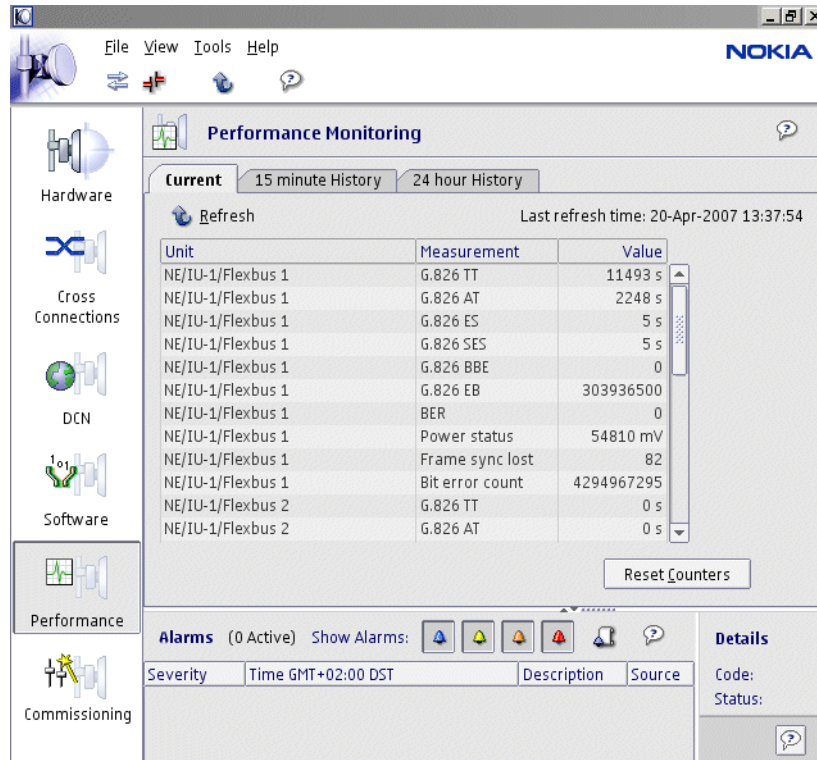 File View Tools Help
NOKIA
Performance Monitoring
Hardware
Current 15 minute History 24 hour History
Refresh Last refresh time: 20-Apr-2007 13:37:54
Unit Measurement Value
NE/IU-1/Flexbus 1 G.826 TT 11493 s
NE/IU-1/Flexbus 1 G.826 AT 2248 s
NE/IU-1/Flexbus 1 G.826 ES 5 s
NE/IU-1/Flexbus 1 G.826 SES 5 s
NE/IU-1/Flexbus 1 G.826 BBE 0
NE/IU-1/Flexbus 1 G.826 EB 303936500
NE/IU-1/Flexbus 1 BER 0
NE/IU-1/Flexbus 1 Power status 54810 mV
NE/IU-1/Flexbus 1 Frame sync lost 82
NE/IU-1/Flexbus 1 Bit error count 4294967295
NE/IU-1/Flexbus 2 G.826 TT 0 s
NE/IU-1/Flexbus 2 G.826 AT 0 s
Reset Counters
Cross
Connections
DCN
Software
Performance
Commissioning
Alarms (0 Active) Show Alarms:
Severity Time GMT+02:00 DST Description Source
Details
Code:
Status: